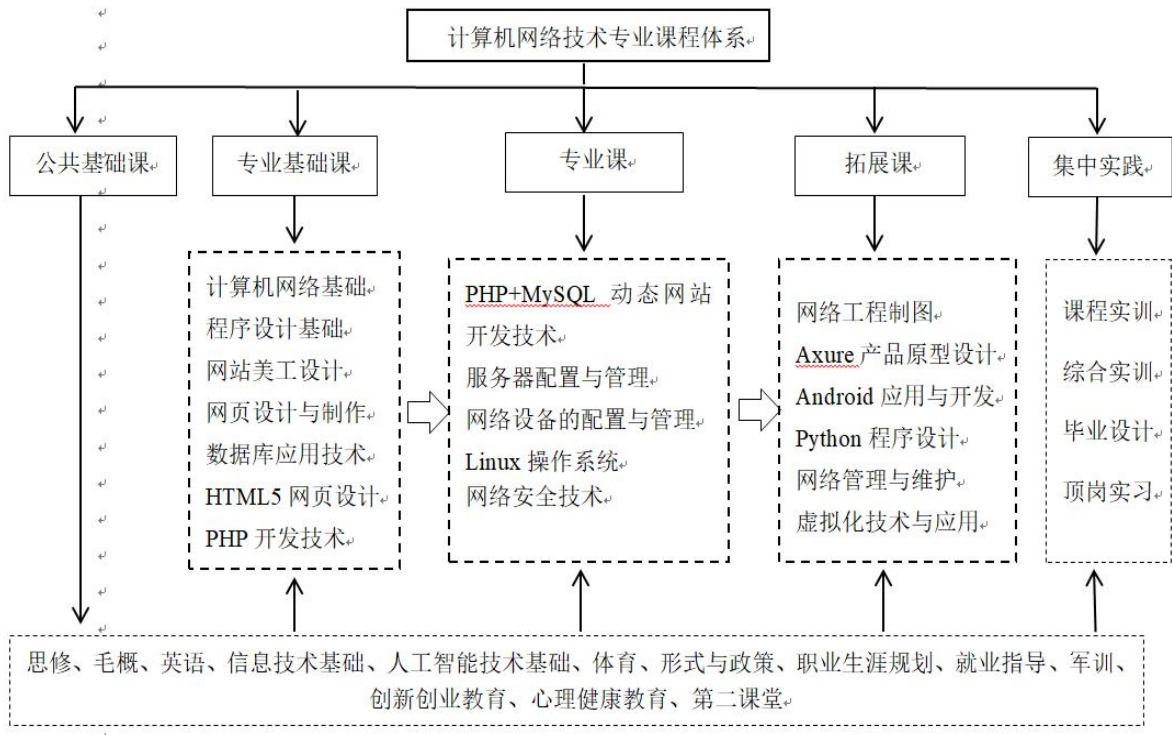 计算机网络技术专业课程体系
公共基础课
专业基础课
专业课
拓展课
集中实践
计算机网络基础
程序设计基础
网站美工设计
网页设计与制作
数据库应用技术
HTML5 网页设计
PHP 开发技术
PHP+MySQL 动态网站
开发技术
服务器配置与管理
网络设备的配置与管理
Linux 操作系统
网络安全技术
网络工程制图
Axure 产品原型设计
Android 应用与开发
Python 程序设计
网络管理与维护
虚拟化技术与应用
课程实训
综合实训
毕业设计
顶岗实习
思修、毛概、英语、信息技术基础、人工智能技术基础、体育、形式与政策、职业生涯规划、就业指导、军训、
创新创业教育、心理健康教育、第二课堂